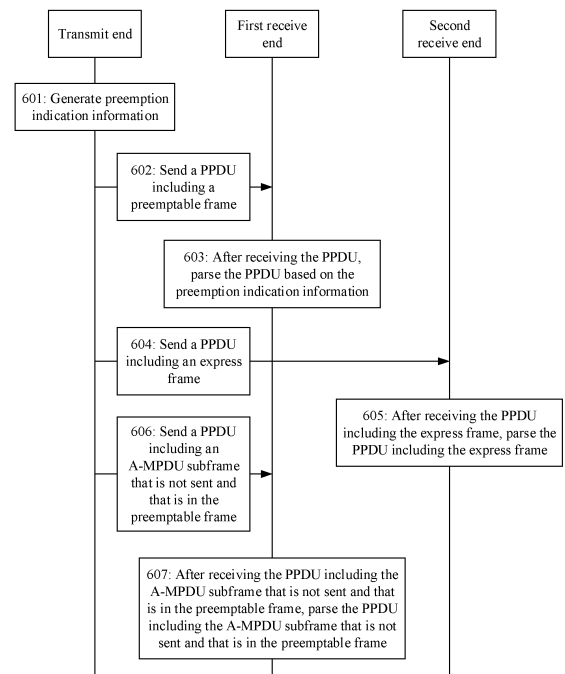 Transmit end
First receive
end
Second
receive end
601: Generate preemption
indication information
602: Send a PPDU
including a
preemptable frame
603: After receiving the PPDU,
parse the PPDU based on the
preemption indication information
604: Send a PPDU
including an express
frame
605: After receiving the PPDU
including the express frame, parse the
PPDU including the express frame
606: Send a PPDU
including an
A-MPDU subframe
that is not sent and
that is in the
preemptable frame
607: After receiving the PPDU including the
A-MPDU subframe that is not sent and that
is in the preemptable frame, parse the PPDU
including the A-MPDU subframe that is not
sent and that is in the preemptable frame